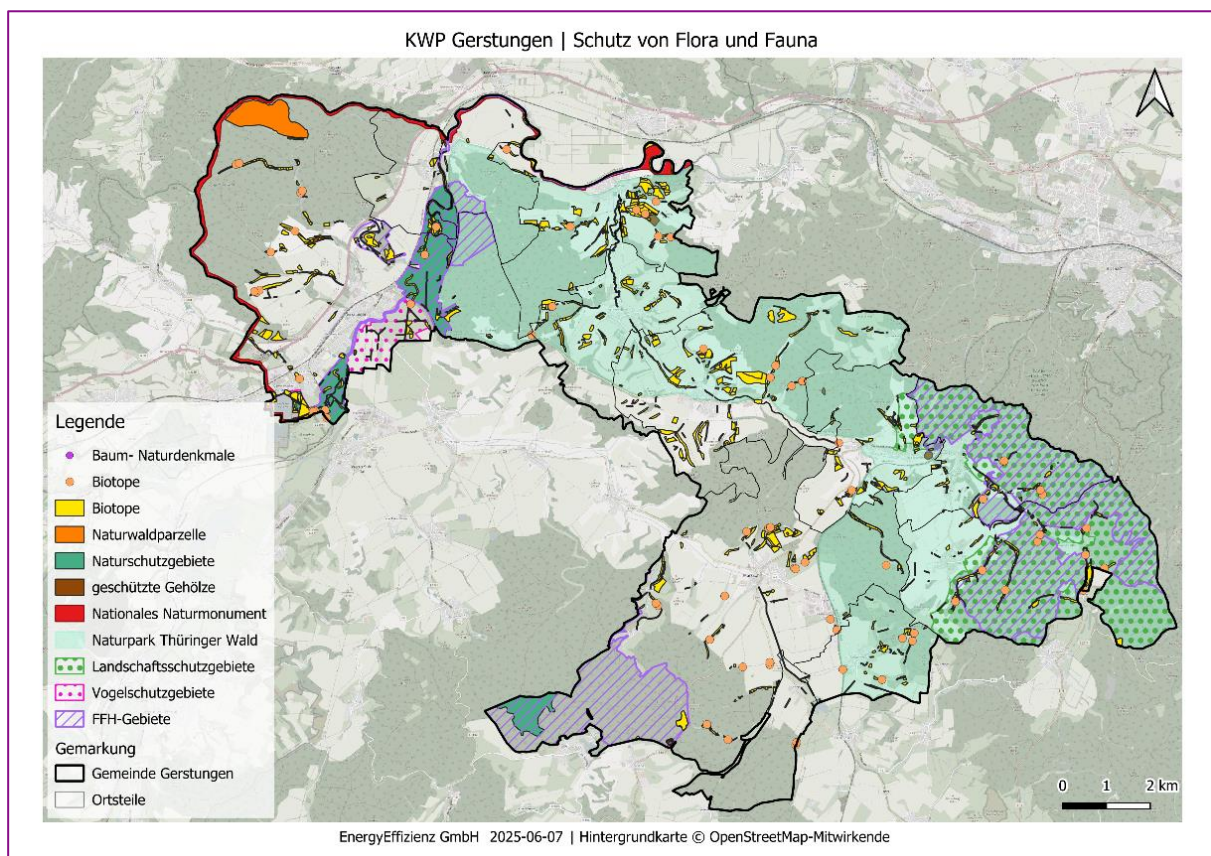 KWP Gerstungen | Schutz von Flora und Fauna
Legende
Baum- Naturdenkmale
Biotope
Biotope
Naturwaldparzelle
Naturschutzgebiete
geschützte Gehölze
Nationales Naturmonument
Naturpark Thüringer Wald
Landschaftsschutzgebiete
Vogelschutzgebiete
FFH-Gebiete
Gemarkung
Gemeinde Gerstungen
Ortsteile
0 1 2 km
EnergyEffizienz GmbH 2025-06-07 | Hintergrundkarte © OpenStreetMap-Mitwirkende